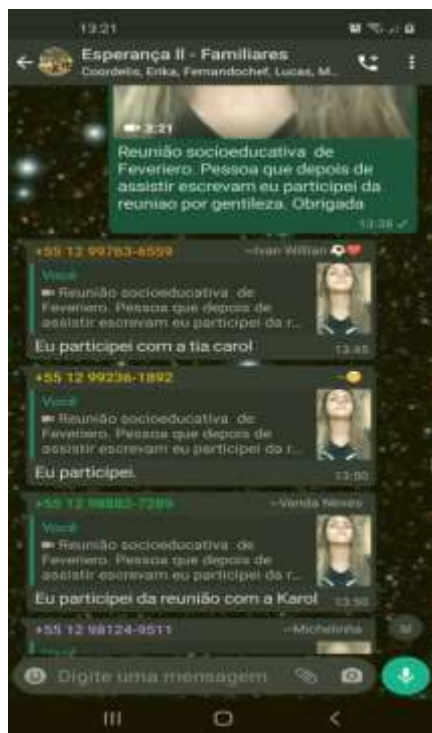 13:21
Esperança II - Familiares
Coordelis, Erika, Fernandochef, Lucas, M...
3:21
Reunião socioeducativa de
Feveriero. Pessoa que depois de
assistir escrevam eu participei da
reuniao por gentileza. Obrigada
13:38
+55 12 99763-6559 ~Ivan Willian
Você
Reunião socioeducativa de
Feveriero. Pessoa que depois de
assistir escrevam eu participei da r...
Eu participei com a tia carol
13:45
+55 12 99236-1892 ~
Você
Reunião socioeducativa de
Feveriero. Pessoa que depois de
assistir escrevam eu participei da r...
Eu participei.
13:50
+55 12 98882-7289 ~Vanda Neves
Você
Reunião socioeducativa de
Feveriero. Pessoa que depois de
assistir escrevam eu participei da r...
Eu participei da reunião com a Karol
13:50
+55 12 98124-9511 ~Michelinha
Digite uma mensagem